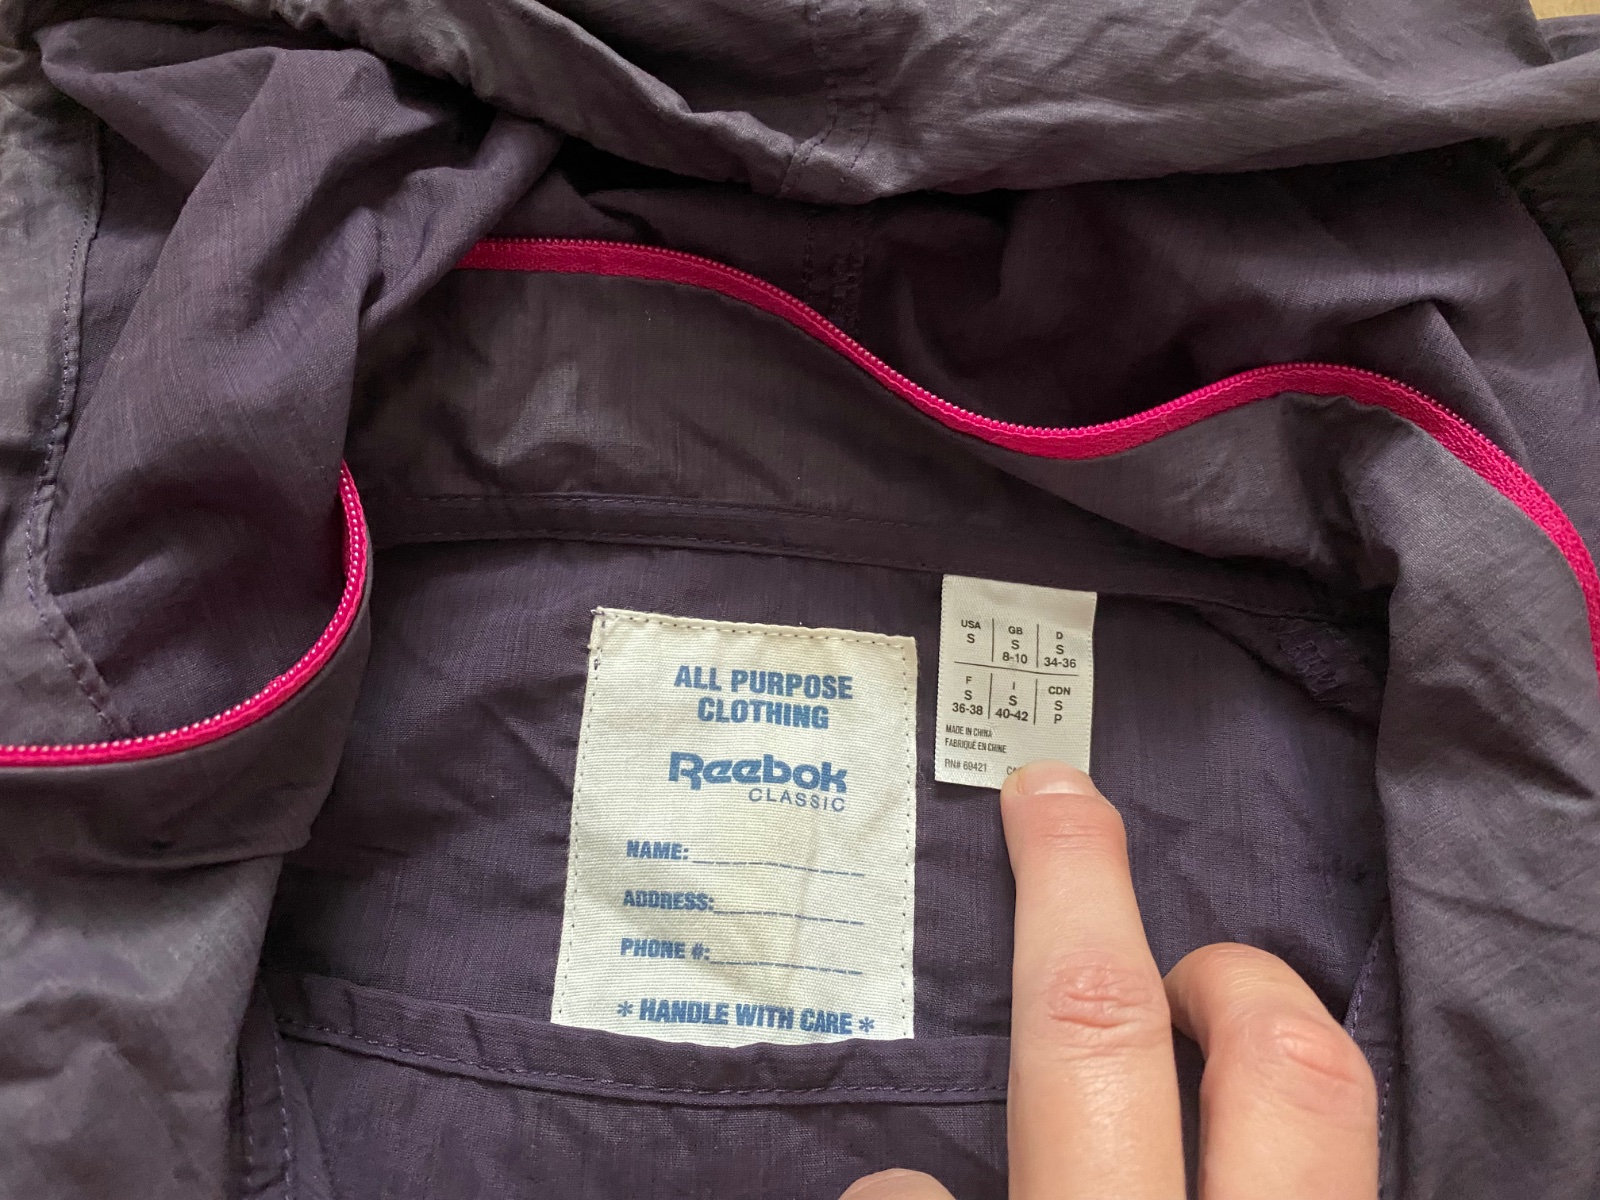 ALL PURPOSE
CLOTHING
Reebok
CLASSIC
NAME:
ADDRESS:
PHONE #:
* HANDLE WITH CARE *
USA
S
GB
S
8-10
D
S
34-36
F
S
36-38
I
S
40-42
CDN
S
P
MADE IN CHINA
FABRIQUÉ EN CHINE
RN# 69421